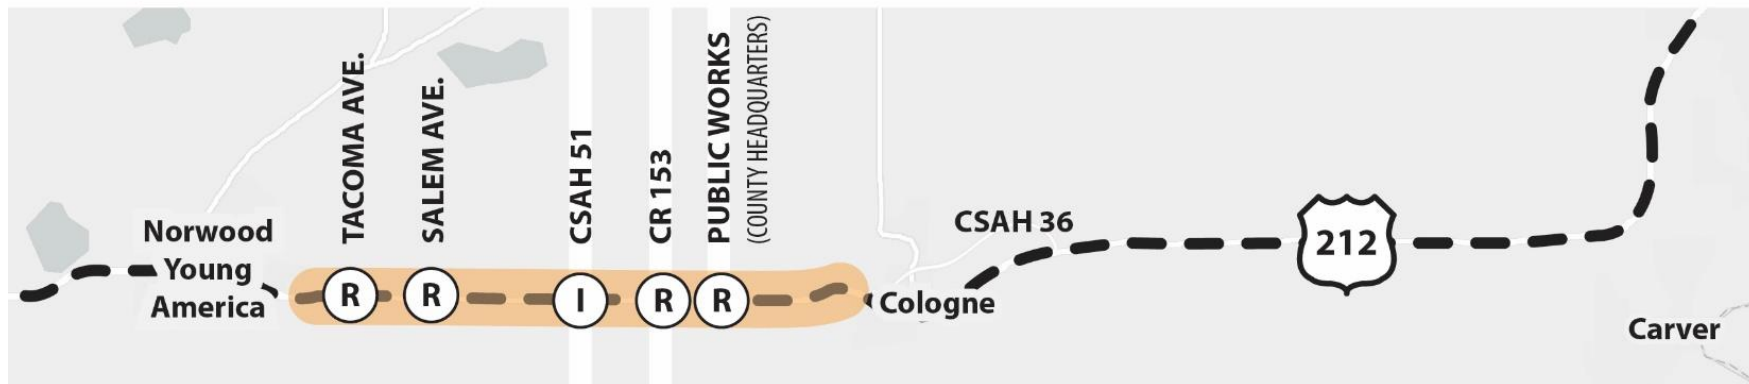 TACOMA AVE.
SALEM AVE.
CSAH 51
CR 153
PUBLIC WORKS
(COUNTY HEADQUARTERS)
Norwood
Young
America
R
R
I
R
R
Cologne
CSAH 36
212
Carver